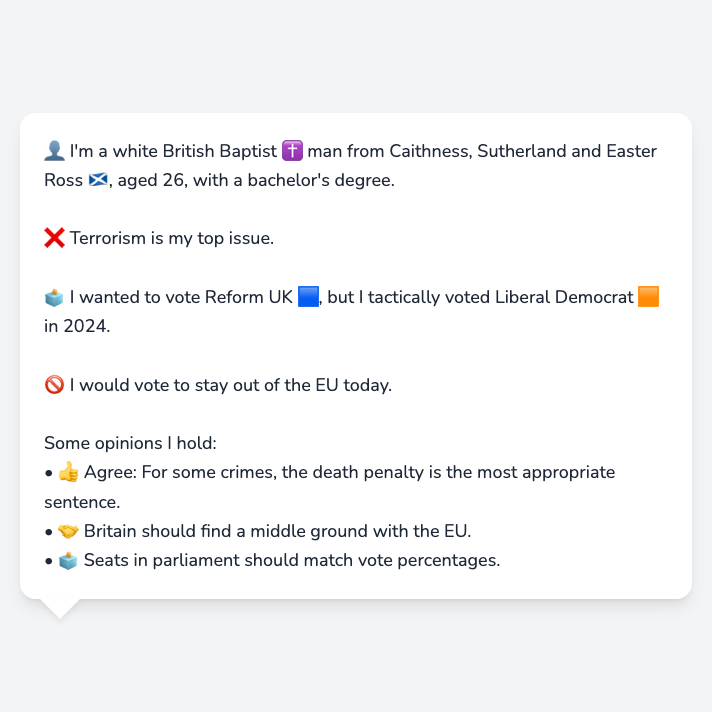 👤 I'm a white British Baptist ✝️ man from Caithness, Sutherland and Easter
Ross 🏴󠁧󠁢󠁳󠁣󠁴󠁿, aged 26, with a bachelor's degree.
❌ Terrorism is my top issue.
🗳️ I wanted to vote Reform UK 🟦, but I tactically voted Liberal Democrat 🟧
in 2024.
🚫 I would vote to stay out of the EU today.
Some opinions I hold:
• 👍 Agree: For some crimes, the death penalty is the most appropriate
sentence.
• 🤝 Britain should find a middle ground with the EU.
• 🗳️ Seats in parliament should match vote percentages.